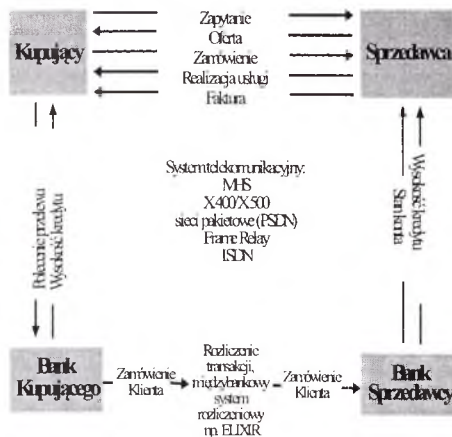 Kupujący
Zapytanie
Oferta
Zamówienie
Realizacja usługi
Faktura
Sprzedawca
Polecenie przelewu
Wysokość kredytu
System telekomunikacyjny:
MHS
X400/X500
sieci pakietowe (PSDN)
Frame Relay
ISDN
Wysokość kredytu
Stan konta
Bank
Kupującego
Zamówienie
Klienta
Rozliczenie
transakcji,
międzybankowy
system
rozliczeniowy
np. ELIXIR
Zamówienie
Klienta
Bank
Sprzedawcy